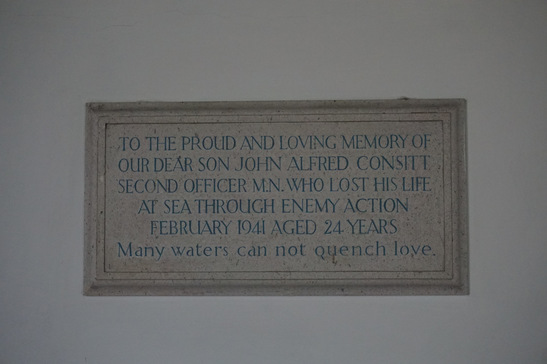 TO THE PROUD AND LOVING MEMORY OF
OUR DEAR SON JOHN ALFRED CONSITT
SECOND OFFICER M.N. WHO LOST HIS LIFE
AT SEA THROUGH ENEMY ACTION
FEBRUARY 1941 AGED 24 YEARS
Many waters can not quench love.